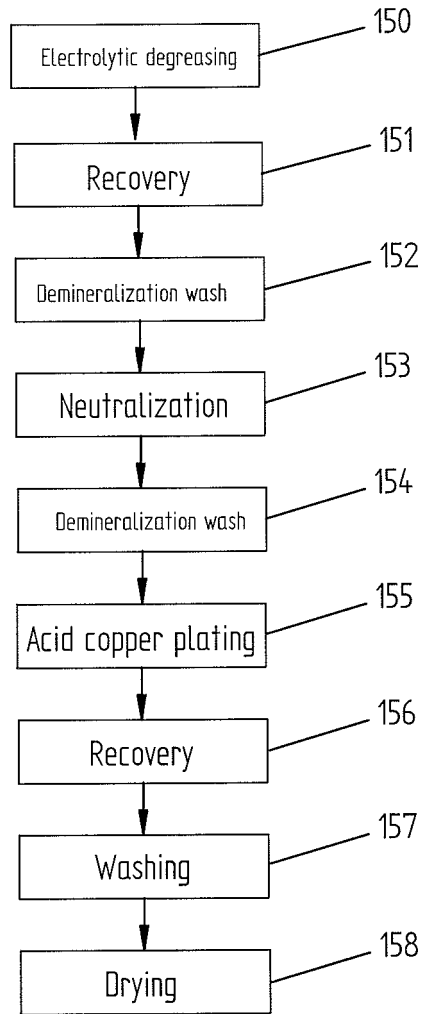 150
Electrolytic degreasing
151
Recovery
152
Demineralization wash
153
Neutralization
154
Demineralization wash
155
Acid copper plating
156
Recovery
157
Washing
158
Drying